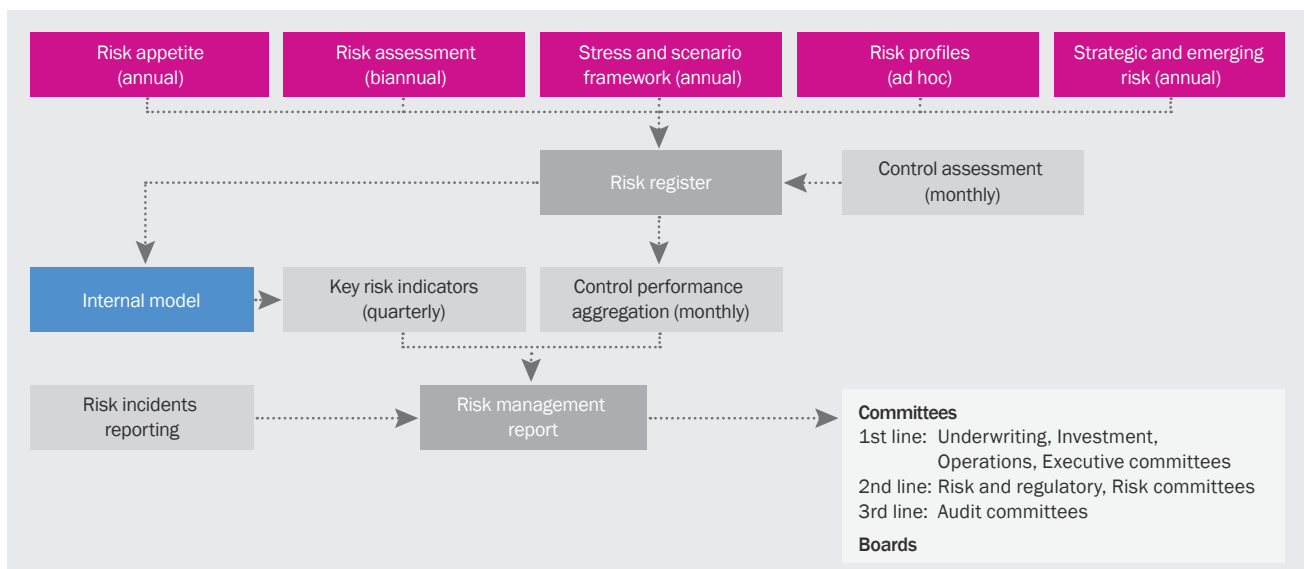 Risk appetite
(annual)
Risk assessment
(biannual)
Stress and scenario
framework (annual)
Risk profiles
(ad hoc)
Strategic and emerging
risk (annual)
Risk register
Control assessment
(monthly)
Internal model
Key risk indicators
(quarterly)
Control performance
aggregation (monthly)
Risk incidents
reporting
Risk management
report
Committees
1st line: Underwriting, Investment,
Operations, Executive committees
2nd line: Risk and regulatory, Risk committees
3rd line: Audit committees
Boards